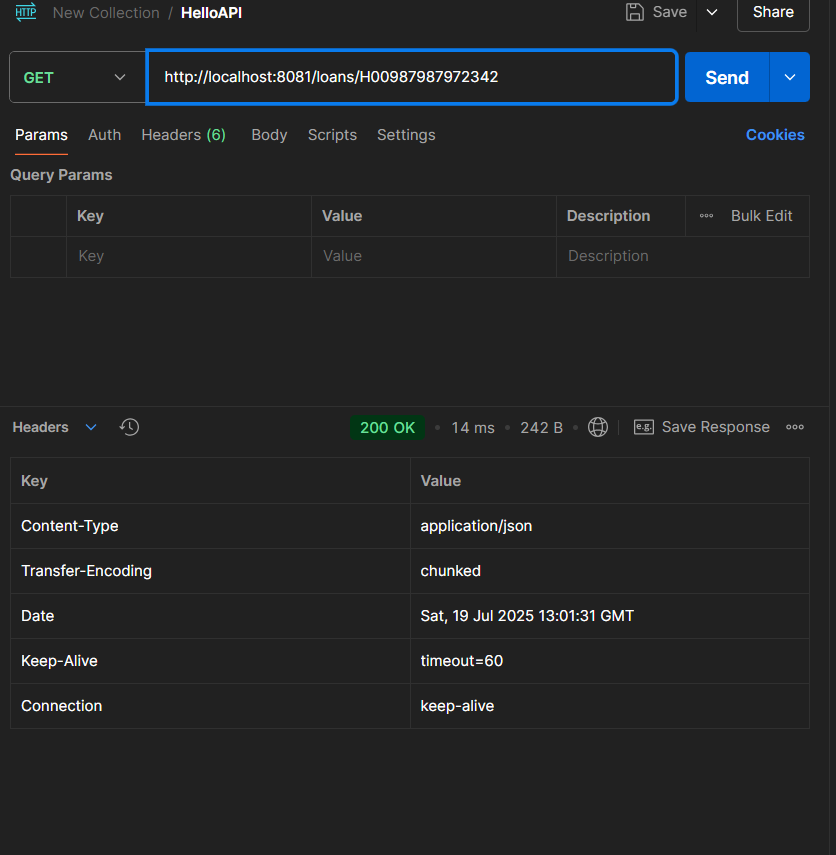 HTTP New Collection / HelloAPI Save Share
GET http://localhost:8081/loans/H00987987972342 Send
Params Auth Headers (6) Body Scripts Settings Cookies
Query Params
Key Value Description Bulk Edit
Key Value Description
Headers 200 OK 14 ms 242 B e.g. Save Response
Key Value
Content-Type application/json
Transfer-Encoding chunked
Date Sat, 19 Jul 2025 13:01:31 GMT
Keep-Alive timeout=60
Connection keep-alive